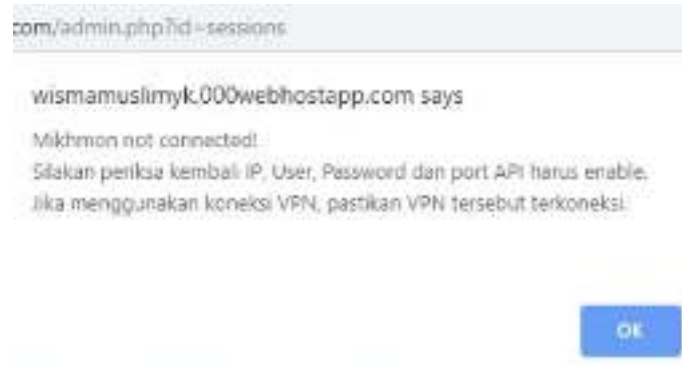 com/admin.php?id=sessions
wismamuslimyk.000webhostapp.com says
Mikhmon not connected!
Silakan periksa kembali IP, User, Password dan port API harus enable.
Jika menggunakan koneksi VPN, pastikan VPN tersebut terkoneksi.
OK